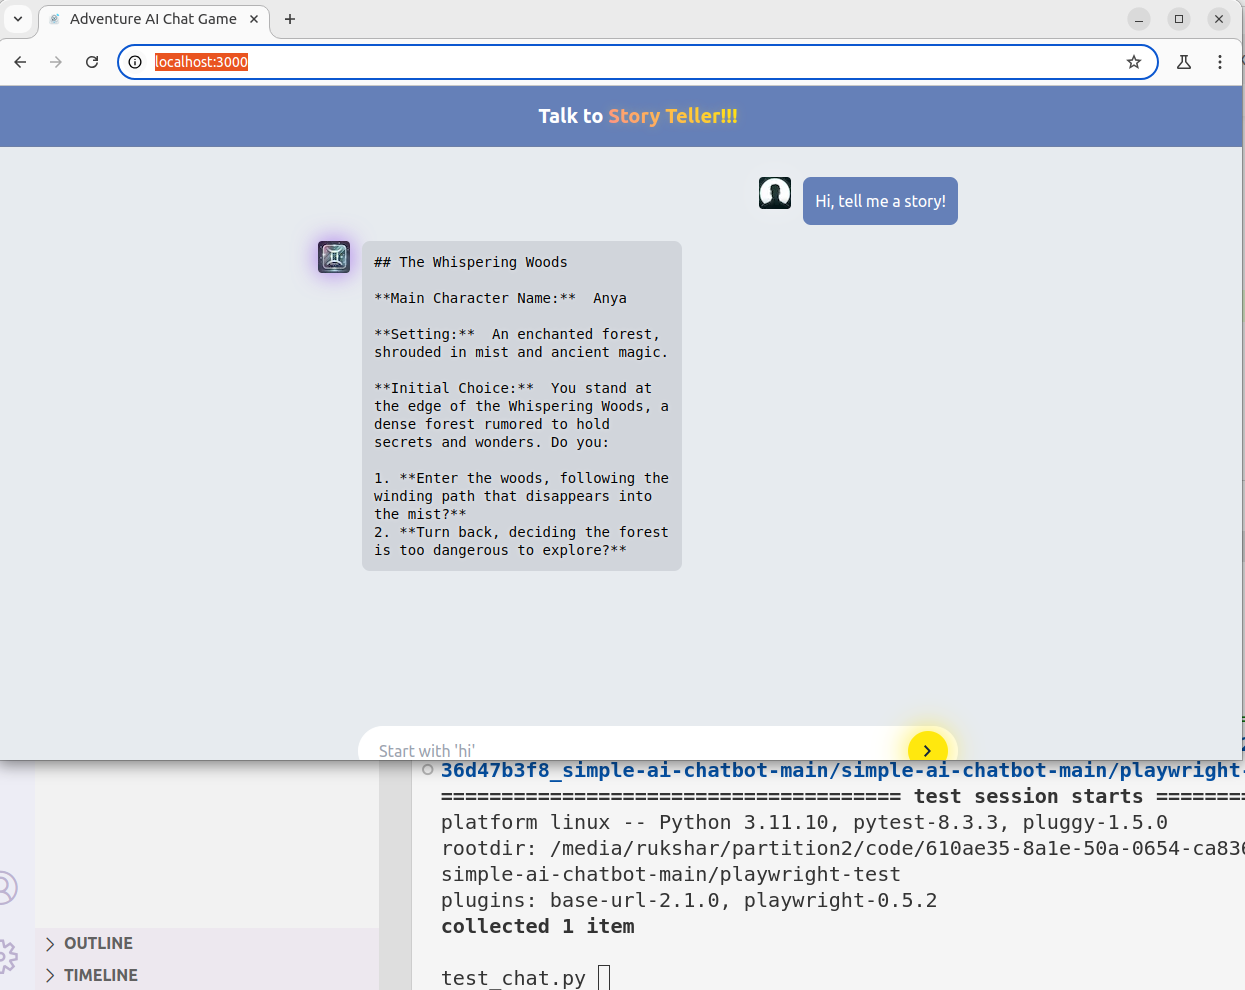 Adventure AI Chat Game
localhost:3000
Talk to Story Teller!!!
Hi, tell me a story!
## The Whispering Woods
**Main Character Name:**  Anya
**Setting:**  An enchanted forest,
shrouded in mist and ancient magic.
**Initial Choice:**  You stand at
the edge of the Whispering Woods, a
dense forest rumored to hold
secrets and wonders. Do you:
1. **Enter the woods, following the
winding path that disappears into
the mist?**
2. **Turn back, deciding the forest
is too dangerous to explore?**
Start with 'hi'
36d47b3f8_simple-ai-chatbot-main/simple-ai-chatbot-main/playwright-
====================================== test session starts ========
platform linux -- Python 3.11.10, pytest-8.3.3, pluggy-1.5.0
rootdir: /media/rukshar/partition2/code/610ae35-8a1e-50a-0654-ca836
simple-ai-chatbot-main/playwright-test
plugins: base-url-2.1.0, playwright-0.5.2
collected 1 item
test_chat.py
OUTLINE
TIMELINE